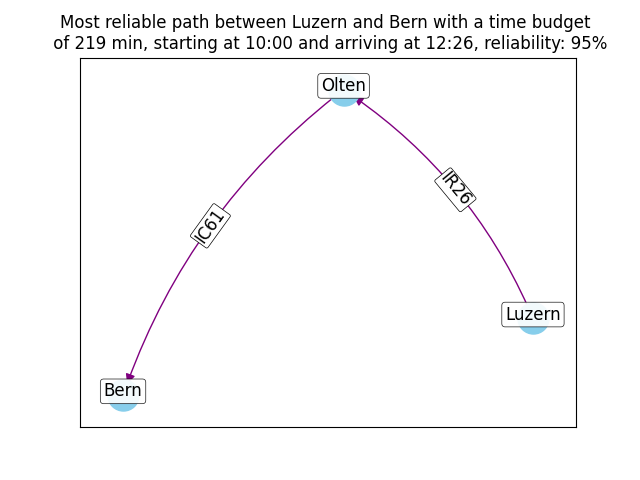 Most reliable path between Luzern and Bern with a time budget
of 219 min, starting at 10:00 and arriving at 12:26, reliability: 95%
Olten
IR26
IC61
Luzern
Bern